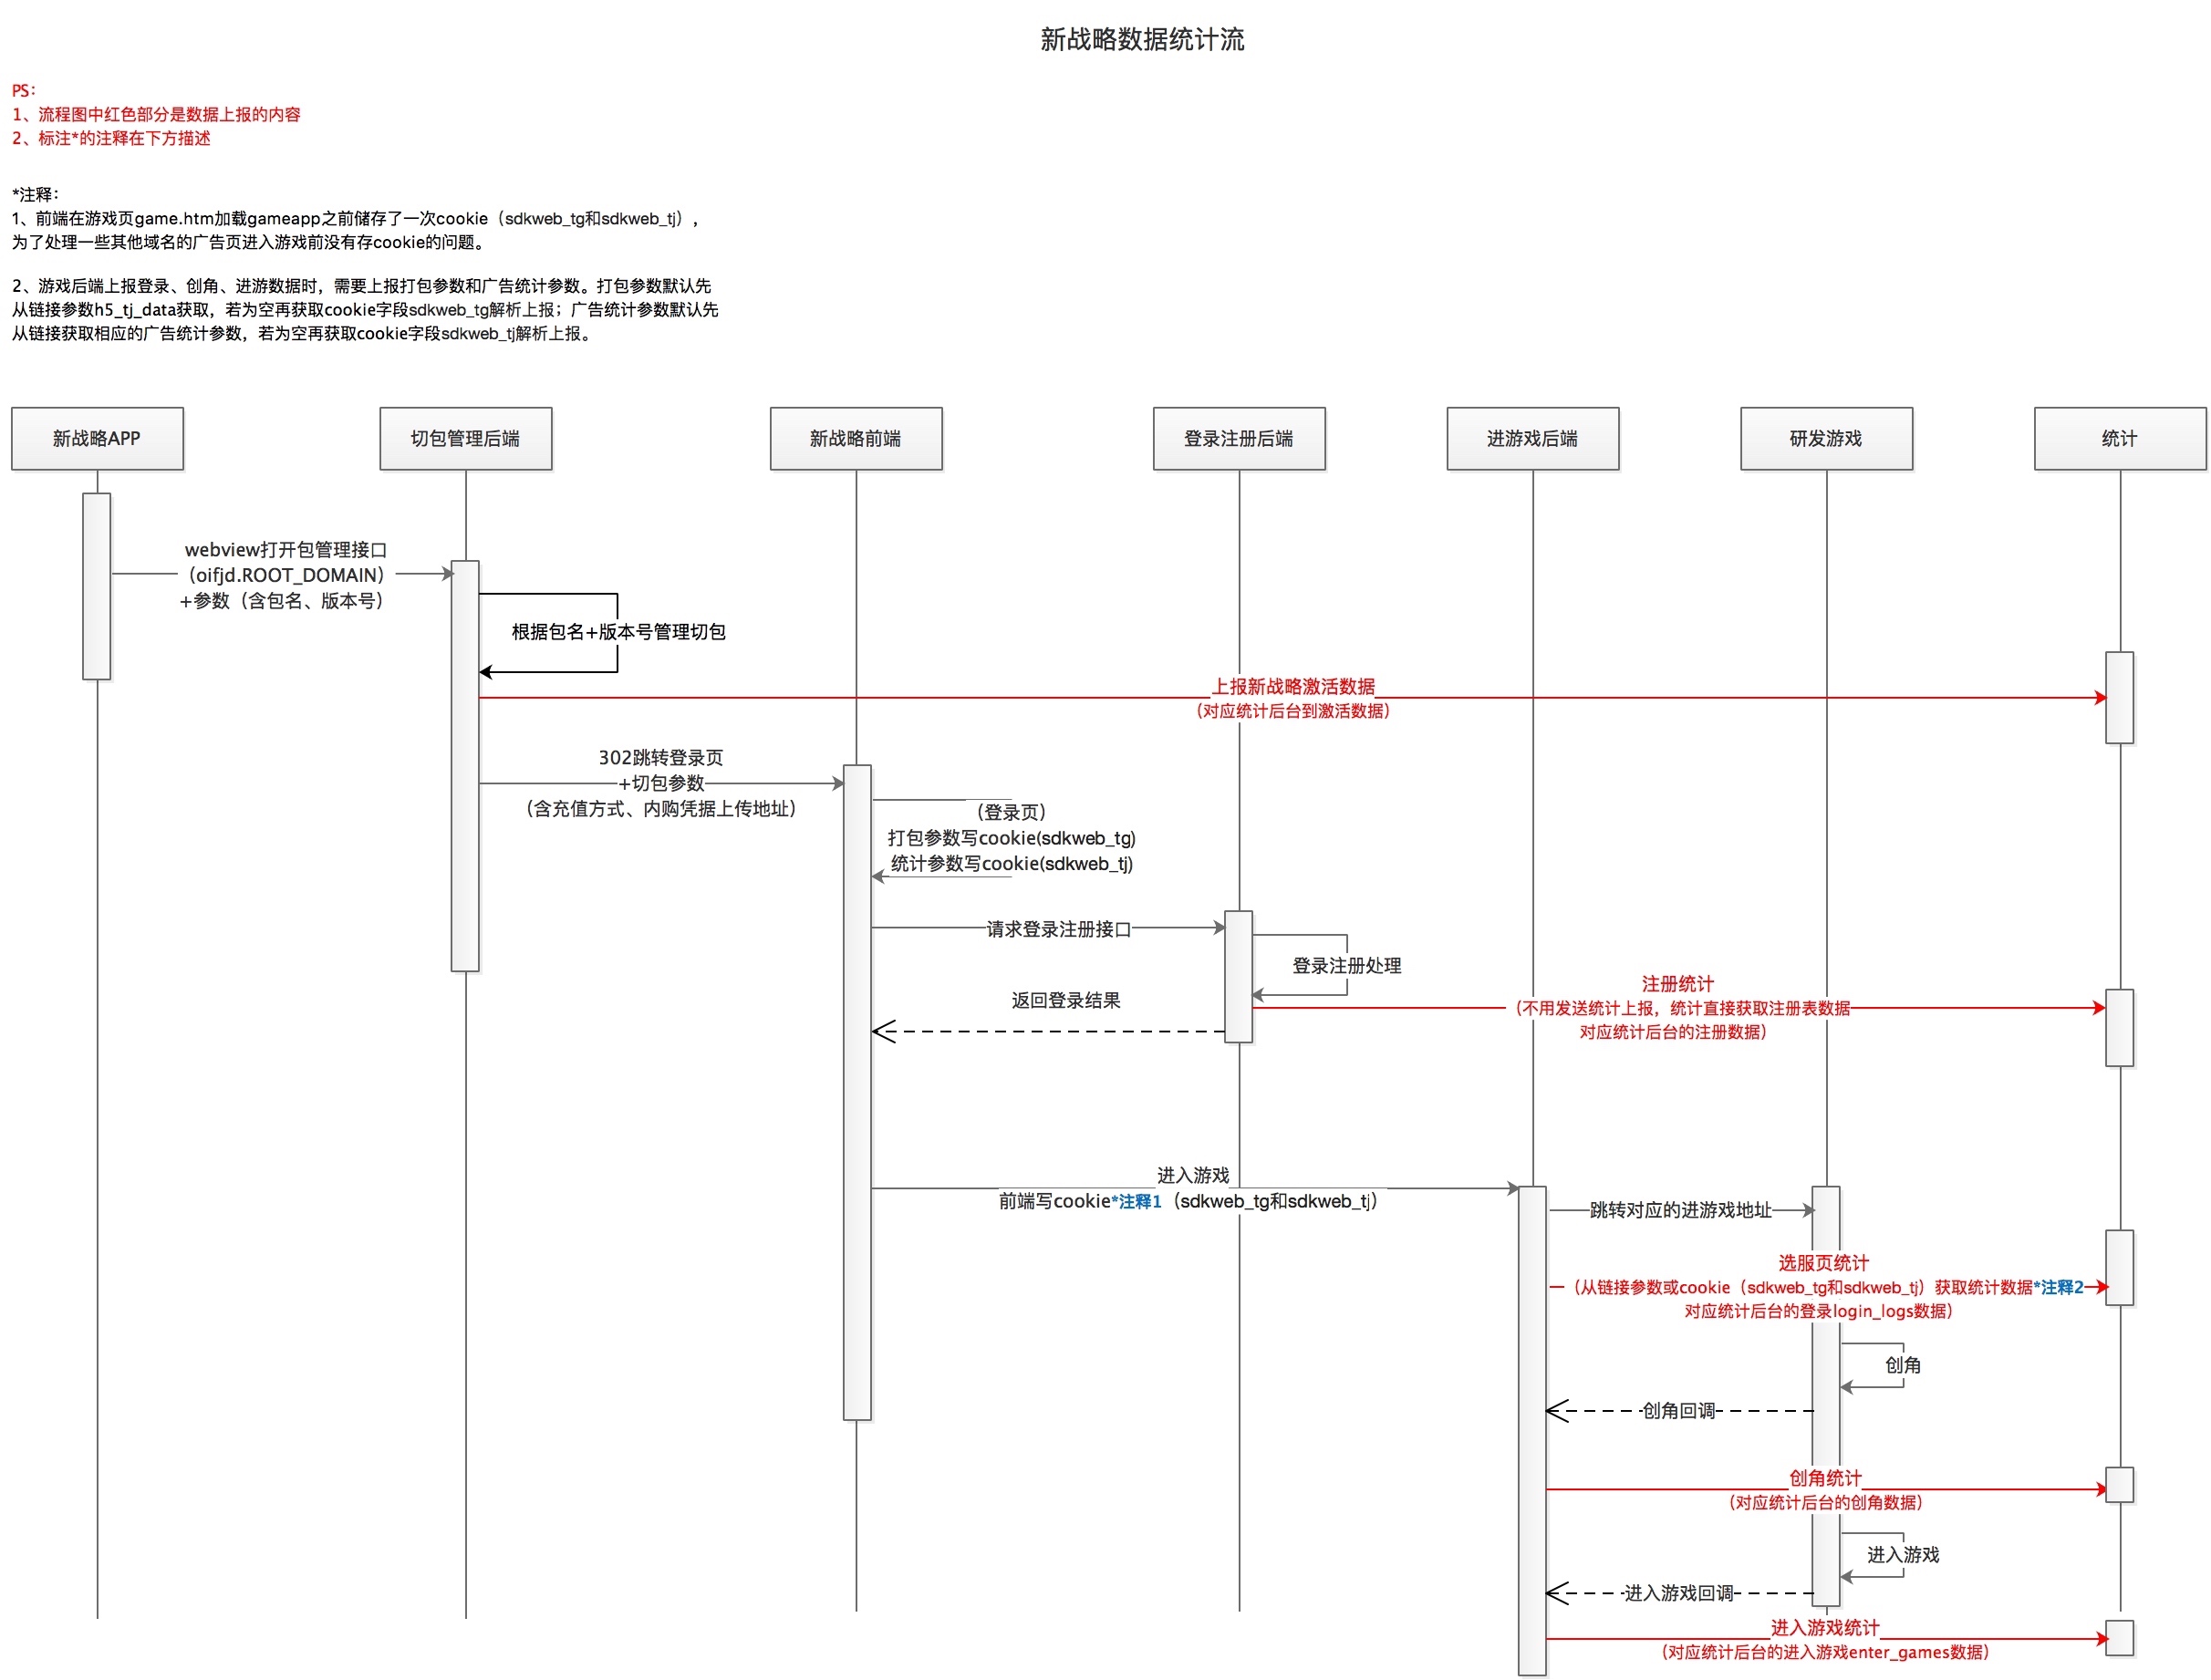 新战略数据统计流
PS：
1、流程图中红色部分是数据上报的内容
2、标注*的注释在下方描述
*注释：
1、前端在游戏页game.htm加载gameapp之前储存了一次cookie（sdkweb_tg和sdkweb_tj），
为了处理一些其他域名的广告页进入游戏前没有存cookie的问题。
2、游戏后端上报登录、创角、进游数据时，需要上报打包参数和广告统计参数。打包参数默认先
从链接参数h5_tj_data获取，若为空再获取cookie字段sdkweb_tg解析上报；广告统计参数默认先
从链接获取相应的广告统计参数，若为空再获取cookie字段sdkweb_tj解析上报。
新战略APP
切包管理后端
新战略前端
登录注册后端
进游戏后端
研发游戏
统计
webview打开包管理接口
（oifjd.ROOT_DOMAIN）
+参数（含包名、版本号）
根据包名+版本号管理切包
上报新战略激活数据
（对应统计后台到激活数据）
302跳转登录页
+切包参数
（含充值方式、内购凭据上传地址）
（登录页）
打包参数写cookie(sdkweb_tg)
统计参数写cookie(sdkweb_tj)
请求登录注册接口
登录注册处理
返回登录结果
注册统计
（不用发送统计上报，统计直接获取注册表数据
对应统计后台的注册数据）
进入游戏
前端写cookie*注释1（sdkweb_tg和sdkweb_tj）
跳转对应的进游戏地址
选服页统计
（从链接参数或cookie（sdkweb_tg和sdkweb_tj）获取统计数据*注释2
对应统计后台的登录login_logs数据）
创角
创角回调
创角统计
（对应统计后台的创角数据）
进入游戏
进入游戏回调
进入游戏统计
（对应统计后台的进入游戏enter_games数据）